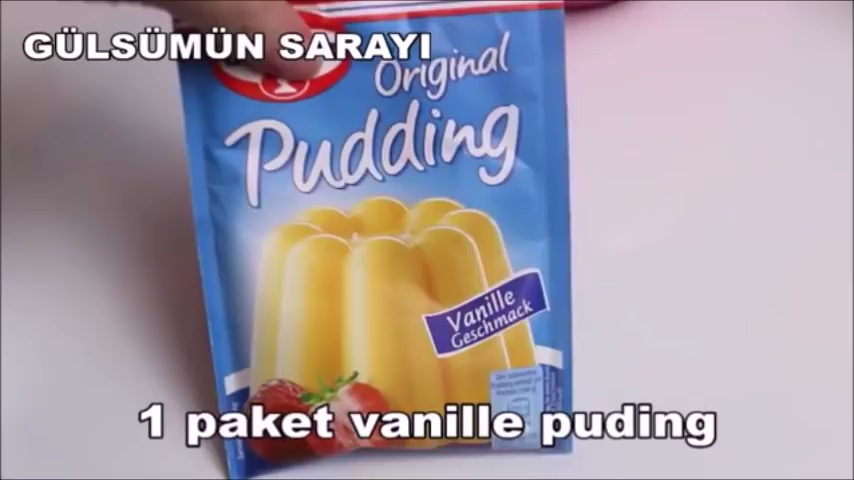 GÜLSÜMÜN SARAYI
Original
Pudding
Vanille
Geschmack
1 paket vanille puding